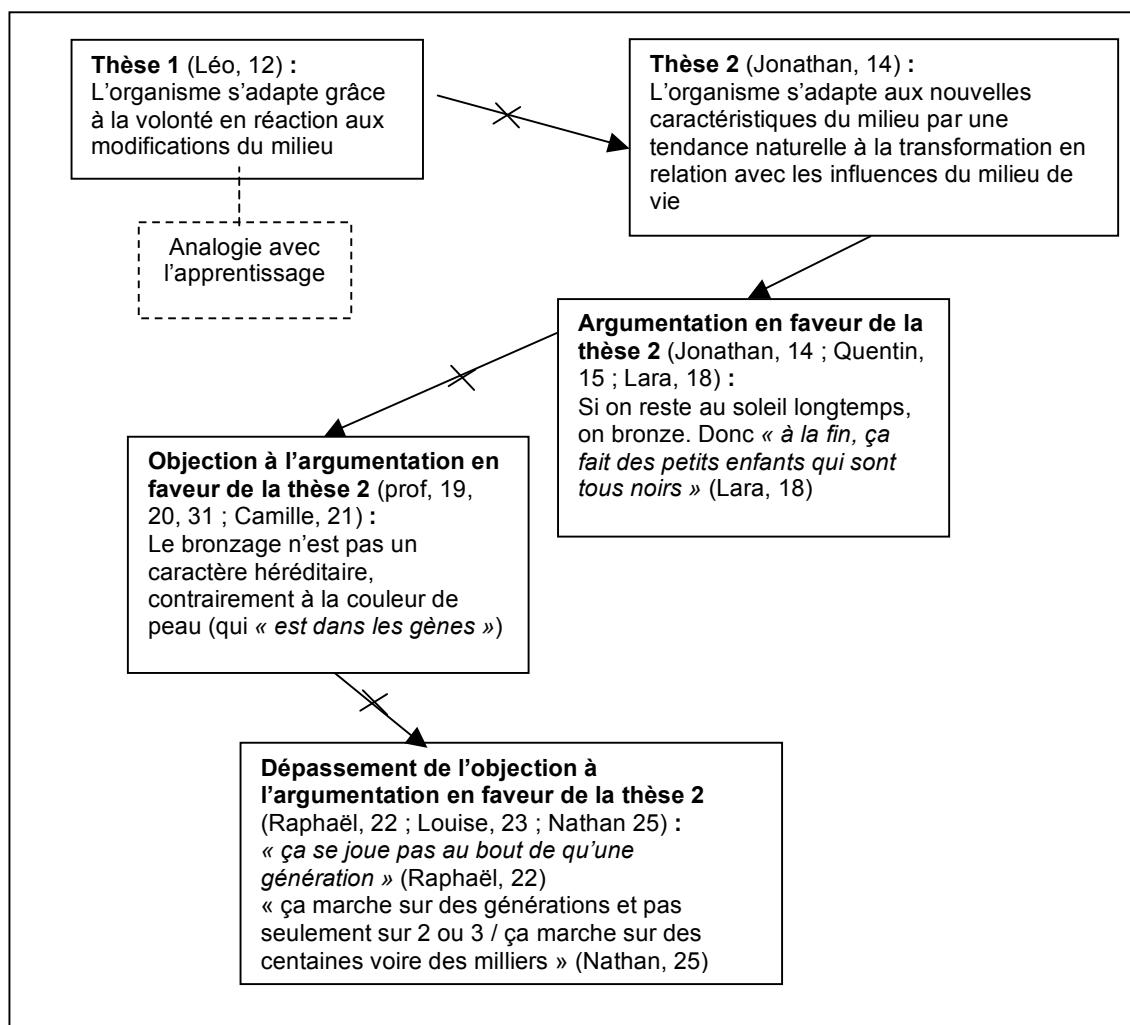 Thèse 1 (Léo, 12) :
L'organisme s'adapte grâce
à la volonté en réaction aux
modifications du milieu
Thèse 2 (Jonathan, 14) :
L'organisme s'adapte aux nouvelles
caractéristiques du milieu par une
tendance naturelle à la transformation en
relation avec les influences du milieu de
vie
Analogie avec
l'apprentissage
Argumentation en faveur de la
thèse 2 (Jonathan, 14 ; Quentin,
15 ; Lara, 18) :
Si on reste au soleil longtemps,
on bronze. Donc « à la fin, ça
fait des petits enfants qui sont
tous noirs » (Lara, 18)
Objection à l'argumentation en
faveur de la thèse 2 (prof, 19,
20, 31 ; Camille, 21) :
Le bronzage n'est pas un
caractère héréditaire,
contrairement à la couleur de
peau (qui « est dans les gènes »)
Dépassement de l'objection à
l'argumentation en faveur de la thèse 2
(Raphaël, 22 ; Louise, 23 ; Nathan 25) :
« ça se joue pas au bout de qu'une
génération » (Raphaël, 22)
« ça marche sur des générations et pas
seulement sur 2 ou 3 / ça marche sur des
centaines voire des milliers » (Nathan, 25)